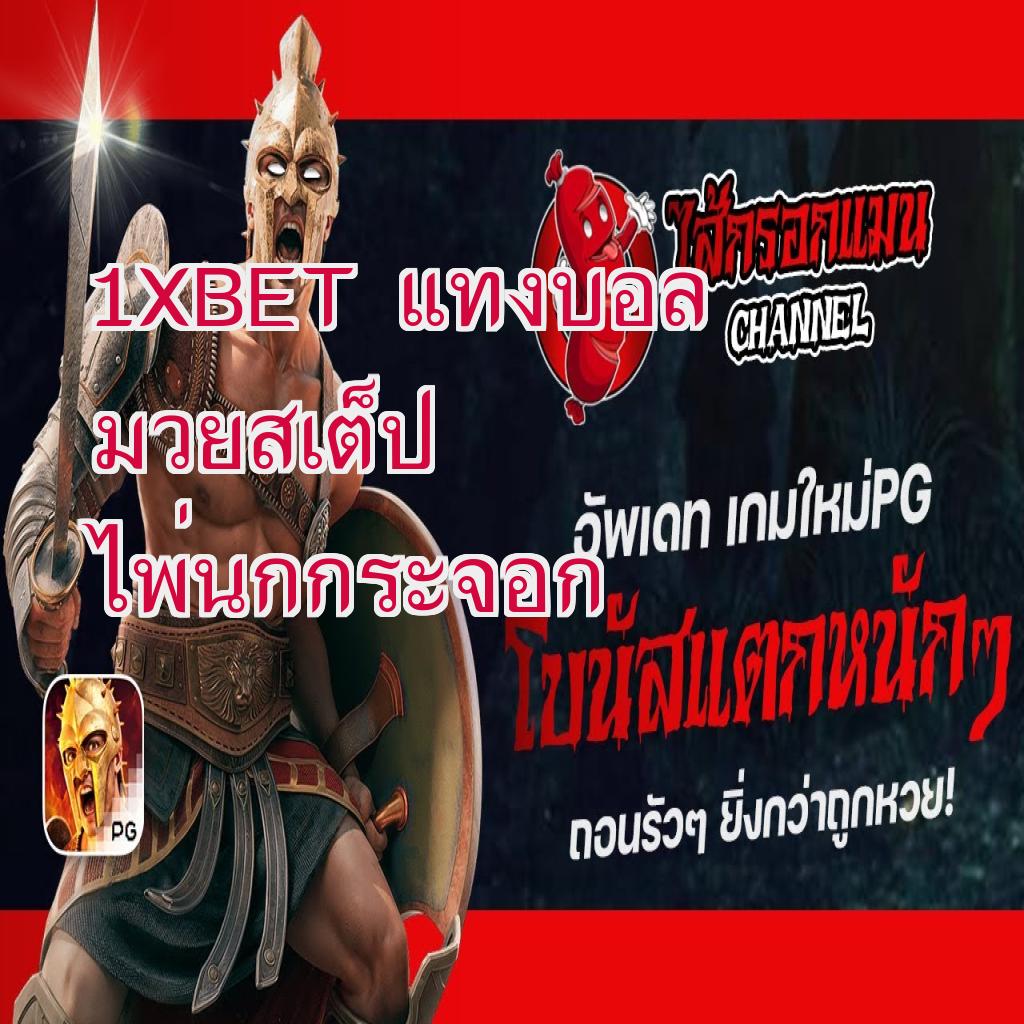 ไส้กรอกแมน
CHANNEL
1XBET แทงบอล
มวยสเต็ป
ไพ่นกกระจอก
อัพเดท เกมใหม่PG
โบนัสแตกหนักๆ
ถอนรัวๆ ยิ่งกว่าถูกหวย!
PG